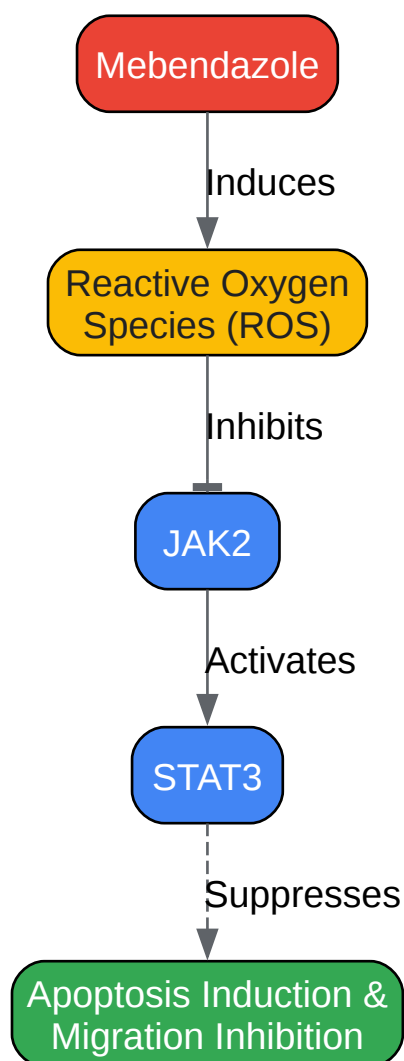 Mebendazole
Induces
Reactive Oxygen
Species (ROS)
Inhibits
JAK2
Activates
STAT3
Suppresses
Apoptosis Induction &
Migration Inhibition